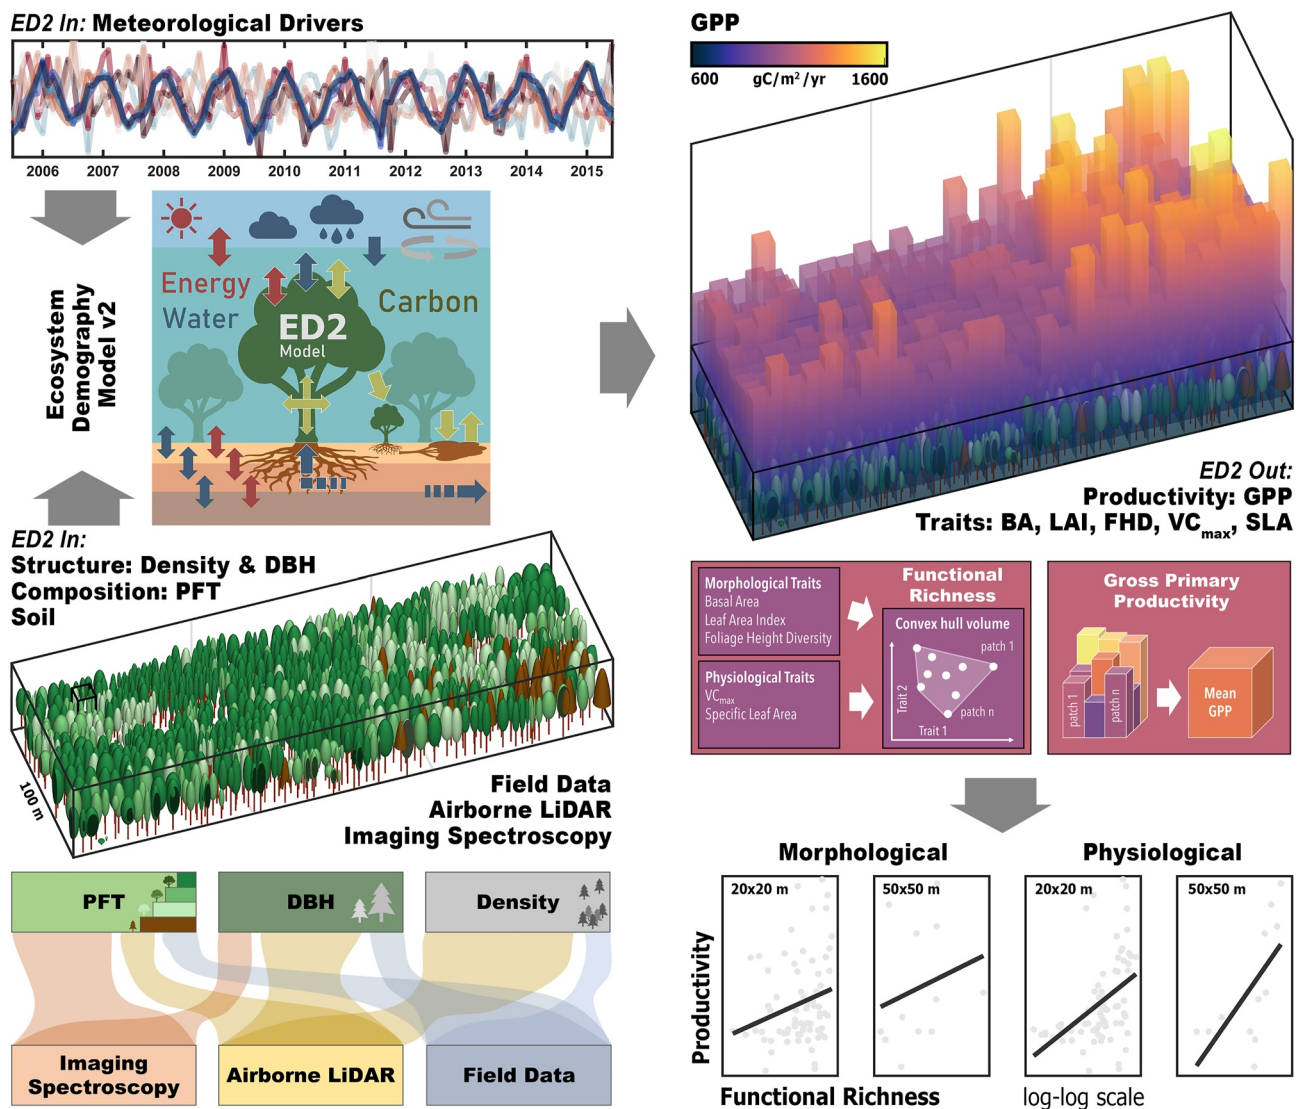 ED2 In: Meteorological Drivers
2006 2007 2008 2009 2010 2011 2012 2013 2014 2015
Ecosystem
Demography
Model v2
Energy
Water
Carbon
ED2
Model
ED2 In:
Structure: Density & DBH
Composition: PFT
Soil
100 m
Field Data
Airborne LiDAR
Imaging Spectroscopy
PFT
DBH
Density
Imaging
Spectroscopy
Airborne LiDAR
Field Data
GPP
600 gC/m²/yr 1600
ED2 Out:
Productivity: GPP
Traits: BA, LAI, FHD, VCmax, SLA
Morphological Traits
Basal Area
Leaf Area Index
Foliage Height Diversity
Physiological Traits
VCmax
Specific Leaf Area
Functional
Richness
Convex hull volume
patch 1
patch n
Trait 2
Trait 1
Gross Primary
Productivity
patch 1
patch n
Mean
GPP
Morphological
Physiological
20x20 m
50x50 m
20x20 m
50x50 m
Productivity
Functional Richness
log-log scale